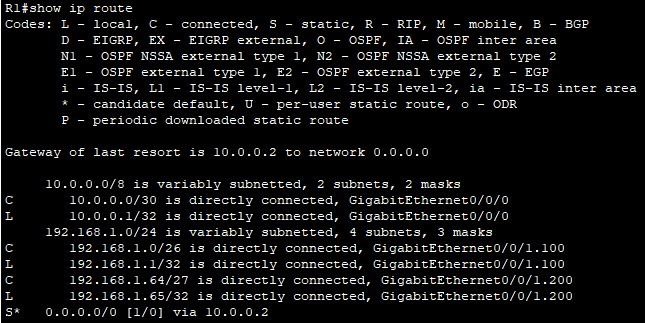 R1#show ip route
Codes: L - local, C - connected, S - static, R - RIP, M - mobile, B - BGP
       D - EIGRP, EX - EIGRP external, O - OSPF, IA - OSPF inter area
       N1 - OSPF NSSA external type 1, N2 - OSPF NSSA external type 2
       E1 - OSPF external type 1, E2 - OSPF external type 2, E - EGP
       i - IS-IS, L1 - IS-IS level-1, L2 - IS-IS level-2, ia - IS-IS inter area
       * - candidate default, U - per-user static route, o - ODR
       P - periodic downloaded static route
Gateway of last resort is 10.0.0.2 to network 0.0.0.0
     10.0.0.0/8 is variably subnetted, 2 subnets, 2 masks
C       10.0.0.0/30 is directly connected, GigabitEthernet0/0/0
L       10.0.0.1/32 is directly connected, GigabitEthernet0/0/0
     192.168.1.0/24 is variably subnetted, 4 subnets, 3 masks
C       192.168.1.0/26 is directly connected, GigabitEthernet0/0/1.100
L       192.168.1.1/32 is directly connected, GigabitEthernet0/0/1.100
C       192.168.1.64/27 is directly connected, GigabitEthernet0/0/1.200
L       192.168.1.65/32 is directly connected, GigabitEthernet0/0/1.200
S*   0.0.0.0/0 [1/0] via 10.0.0.2